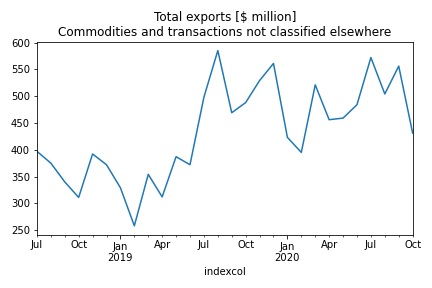 Total exports [$ million]
Commodities and transactions not classified elsewhere
600
550
500
450
400
350
300
250
Jul Oct Jan Apr Jul Oct Jan Apr Jul Oct
2019 2020
indexcol